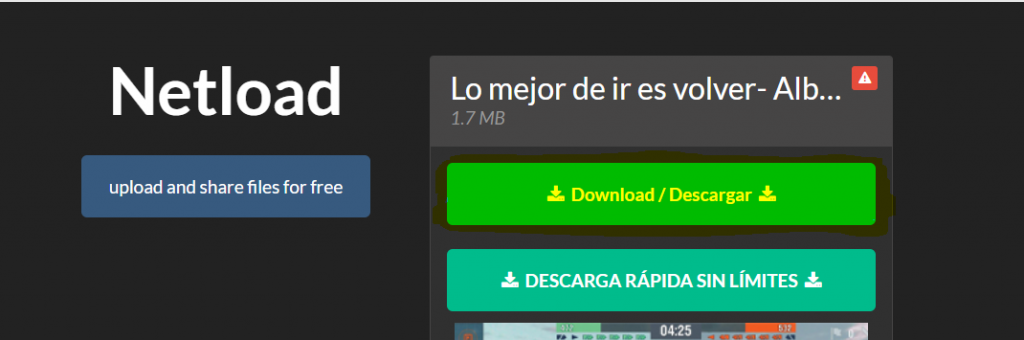 Netload
upload and share files for free
Lo mejor de ir es volver- Alb...
1.7 MB
Download / Descargar
DESCARGA RÁPIDA SIN LÍMITES
04:25